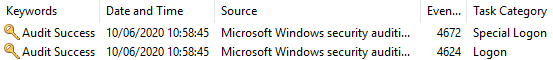 Keywords Date and Time Source Even... Task Category
Audit Success 10/06/2020 10:58:45 Microsoft Windows security auditi... 4672 Special Logon
Audit Success 10/06/2020 10:58:45 Microsoft Windows security auditi... 4624 Logon